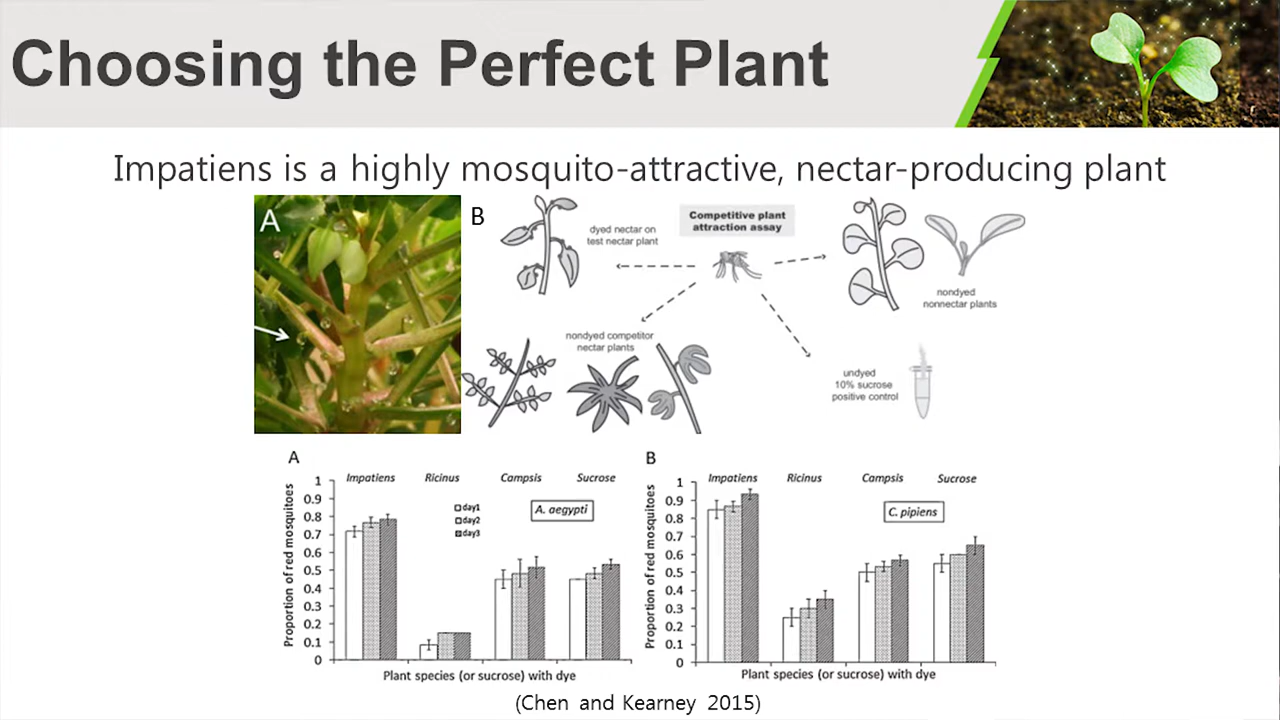 Choosing the Perfect Plant
Impatiens is a highly mosquito-attractive, nectar-producing plant
A
B
Competitive plant
attraction assay
dyed nectar on
test nectar plant
nondyed
nonnectar plants
nondyed competitor
nectar plants
undyed
10% sucrose
positive control
A
Impatiens Ricinus Campsis Sucrose
A. aegypti
day1
day2
day3
Proportion of red mosquitoes
1
0.9
0.8
0.7
0.6
0.5
0.4
0.3
0.2
0.1
0
Plant species (or sucrose) with dye
B
Impatiens Ricinus Campsis Sucrose
C. pipiens
Proportion of red mosquitoes
1
0.9
0.8
0.7
0.6
0.5
0.4
0.3
0.2
0.1
0
Plant species (or sucrose) with dye
(Chen and Kearney 2015)